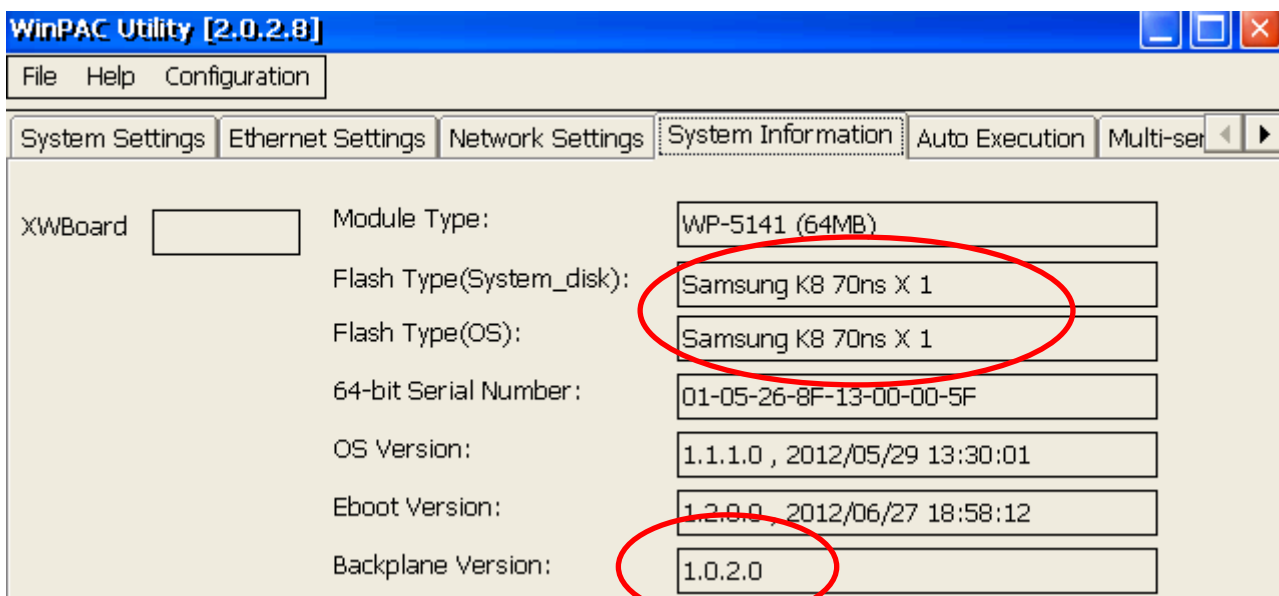 WinPAC Utility [2.0.2.8]
File Help Configuration
System Settings Ethernet Settings Network Settings System Information Auto Execution Multi-ser
XWBoard
Module Type: WP-5141 (64MB)
Flash Type(System_disk): Samsung K8 70ns X 1
Flash Type(OS): Samsung K8 70ns X 1
64-bit Serial Number: 01-05-26-8F-13-00-00-5F
OS Version: 1.1.1.0 , 2012/05/29 13:30:01
Eboot Version: 1.2.0.0 , 2012/06/27 18:58:12
Backplane Version: 1.0.2.0